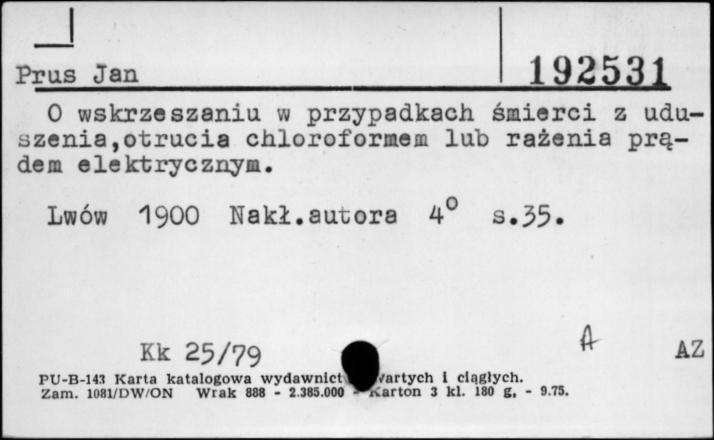 Prus Jan 192531
O wskrzeszaniu w przypadkach śmierci z udu-
szenia,otrucia chloroformem lub rażenia prą-
dem elektrycznym.
Lwów 1900 Nakł.autora 4° s.35.
A
Kk 25/79 AZ
PU-B-143 Karta katalogowa wydawnict wartych i ciągłych.
Zam. 1081/DW/ON Wrak 888 - 2.385.000 - Karton 3 kl. 180 g, - 9.75.